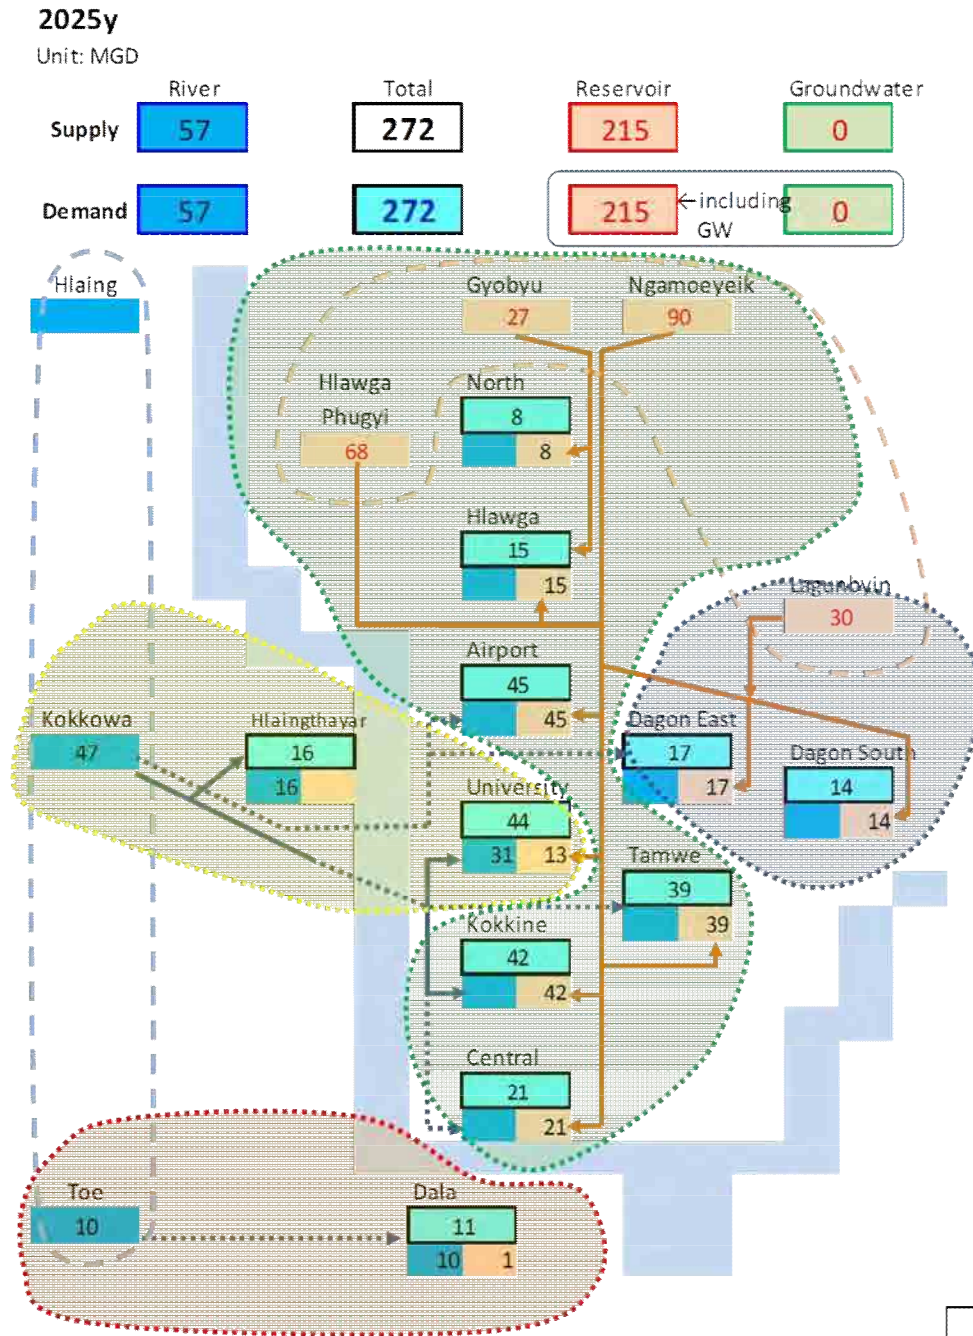 2025y
Unit: MGD
River Total Reservoir Groundwater
Supply 57 272 215 0
Demand 57 272 215 ←including GW 0
Hlaing
Gyobyu Ngamoeyeik
27 90
Hlawga North
Phugyi 8
68 8
Hlawga
15
15
Lagunbyin
30
Airport
45
45
Kokkowa Hlaingthayar Dagon East
47 16 17 Dagon South
16 17 14
14
University
44
31 13 Tamwe
39
39
Kokkine
42
42
Central
21
21
Toe Dala
10 11
10 1